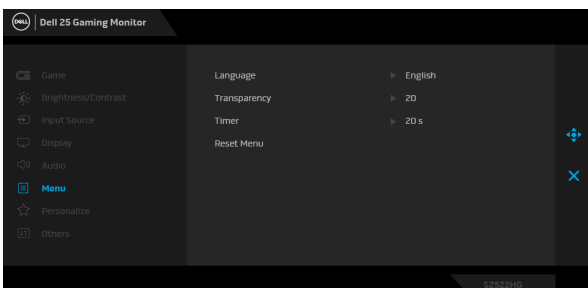 DELL
Dell 25 Gaming Monitor
Game
Brightness/Contrast
Input Source
Display
Audio
Menu
Personalize
Others
Language English
Transparency 20
Timer 20 s
Reset Menu
S2522HG